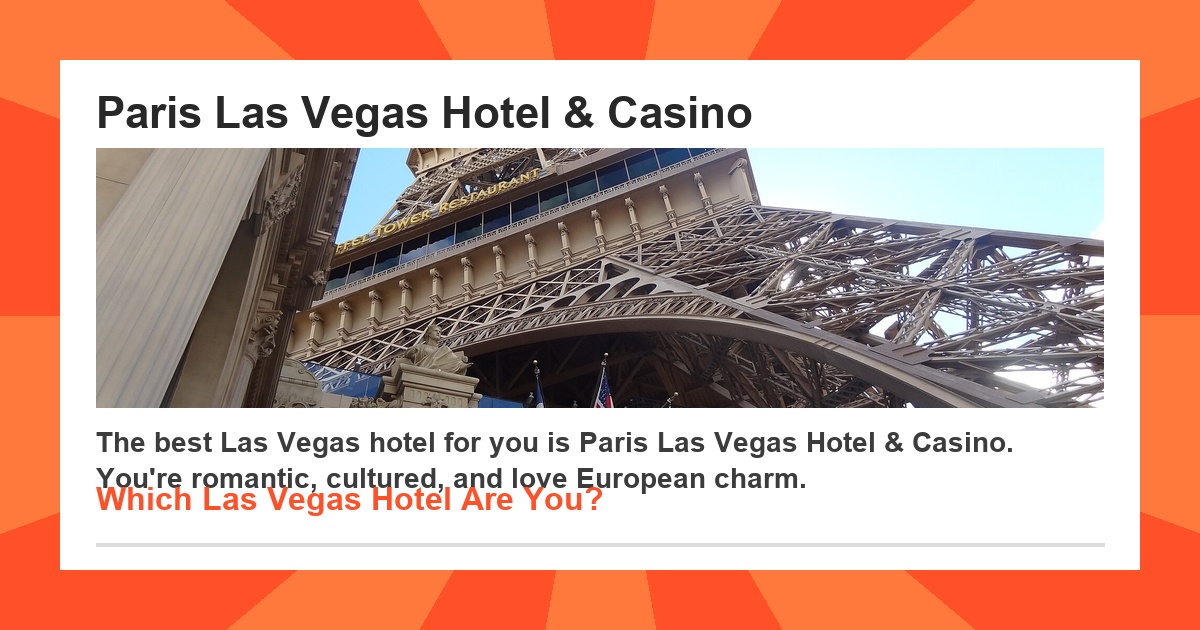 Paris Las Vegas Hotel & Casino
TOWER RESTAURANT
The best Las Vegas hotel for you is Paris Las Vegas Hotel & Casino.
You're romantic, cultured, and love European charm.
Which Las Vegas Hotel Are You?